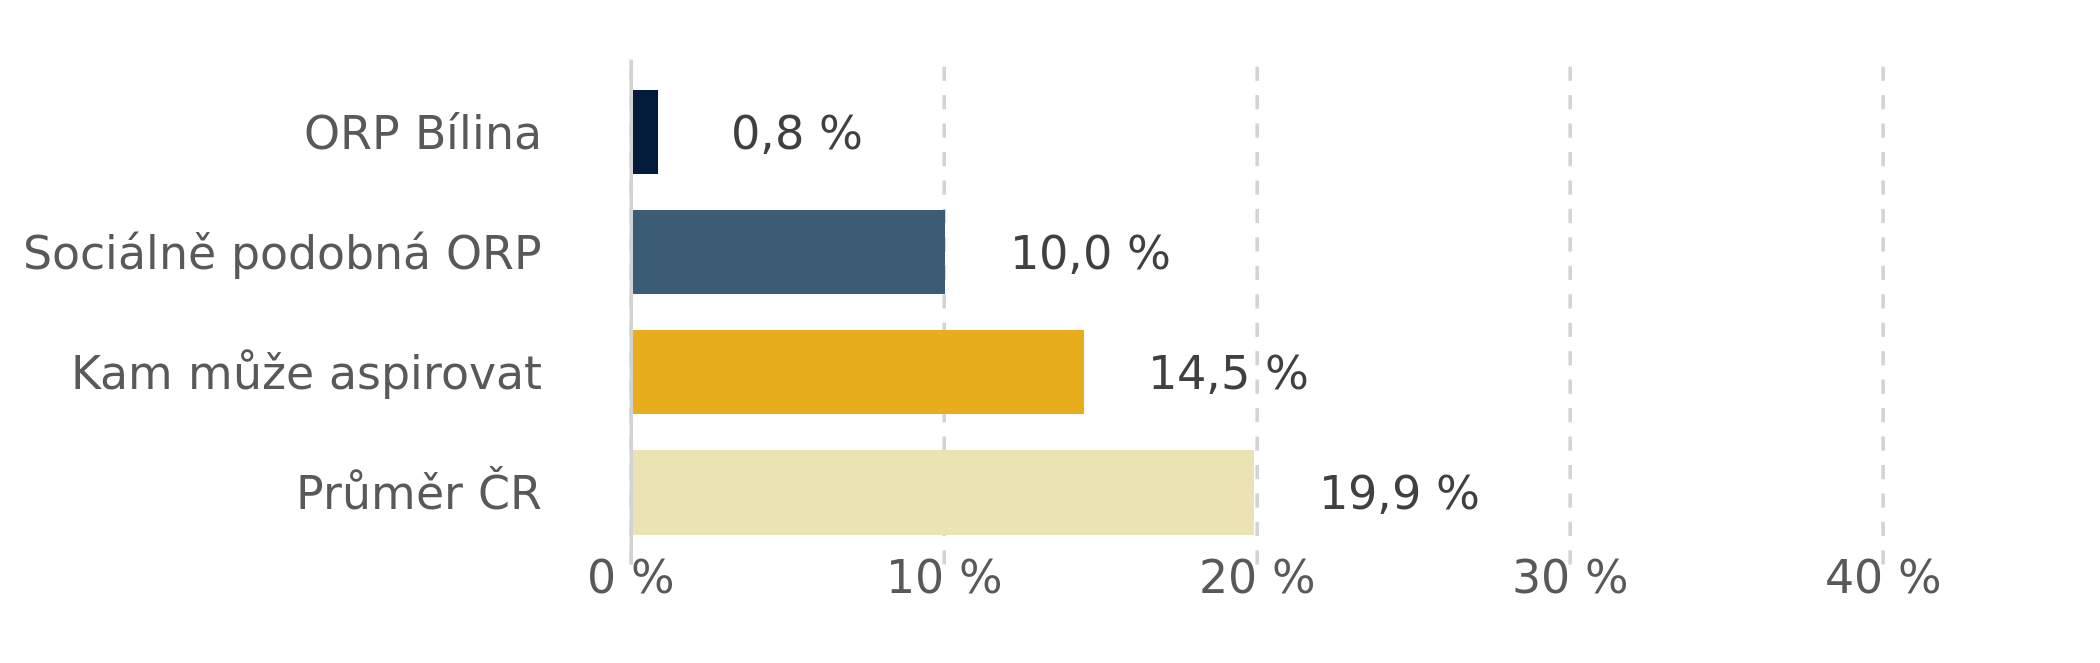 ORP Bílina 0,8 %
Sociálně podobná ORP 10,0 %
Kam může aspirovat 14,5 %
Průměr ČR 19,9 %
0 % 10 % 20 % 30 % 40 %